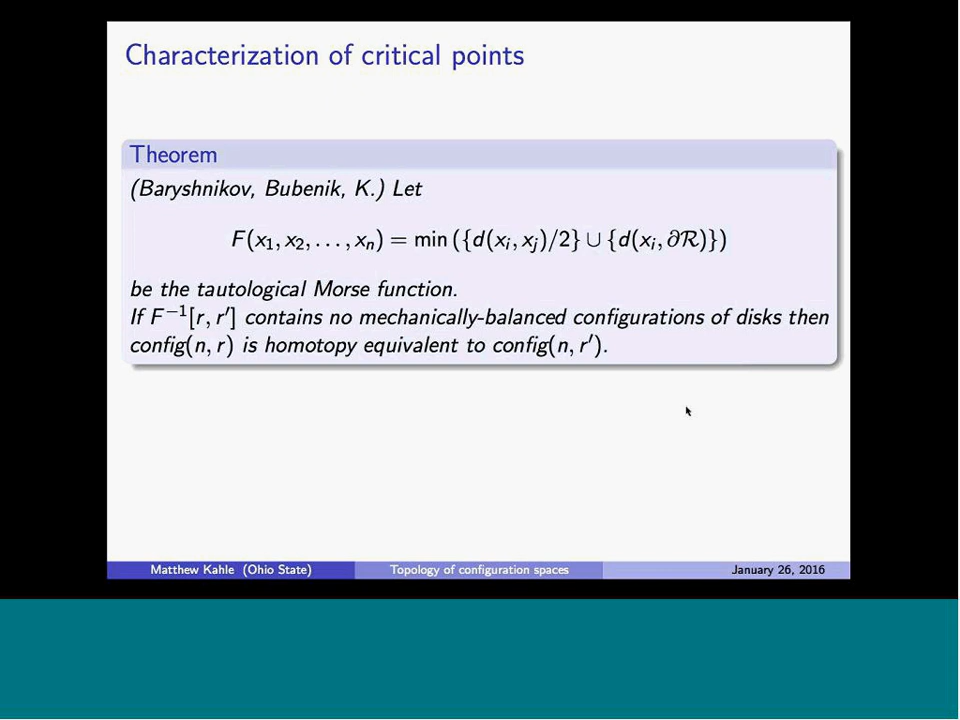 Characterization of critical points
Theorem
(Baryshnikov, Bubenik, K.) Let
F(x₁, x₂, . . . , xₙ) = min ({d(xᵢ, xⱼ)/2} ∪ {d(xᵢ, ∂ℛ)})
be the tautological Morse function.
If F⁻¹[r, r′] contains no mechanically-balanced configurations of disks then
config(n, r) is homotopy equivalent to config(n, r′).
Matthew Kahle (Ohio State) Topology of configuration spaces January 26, 2016